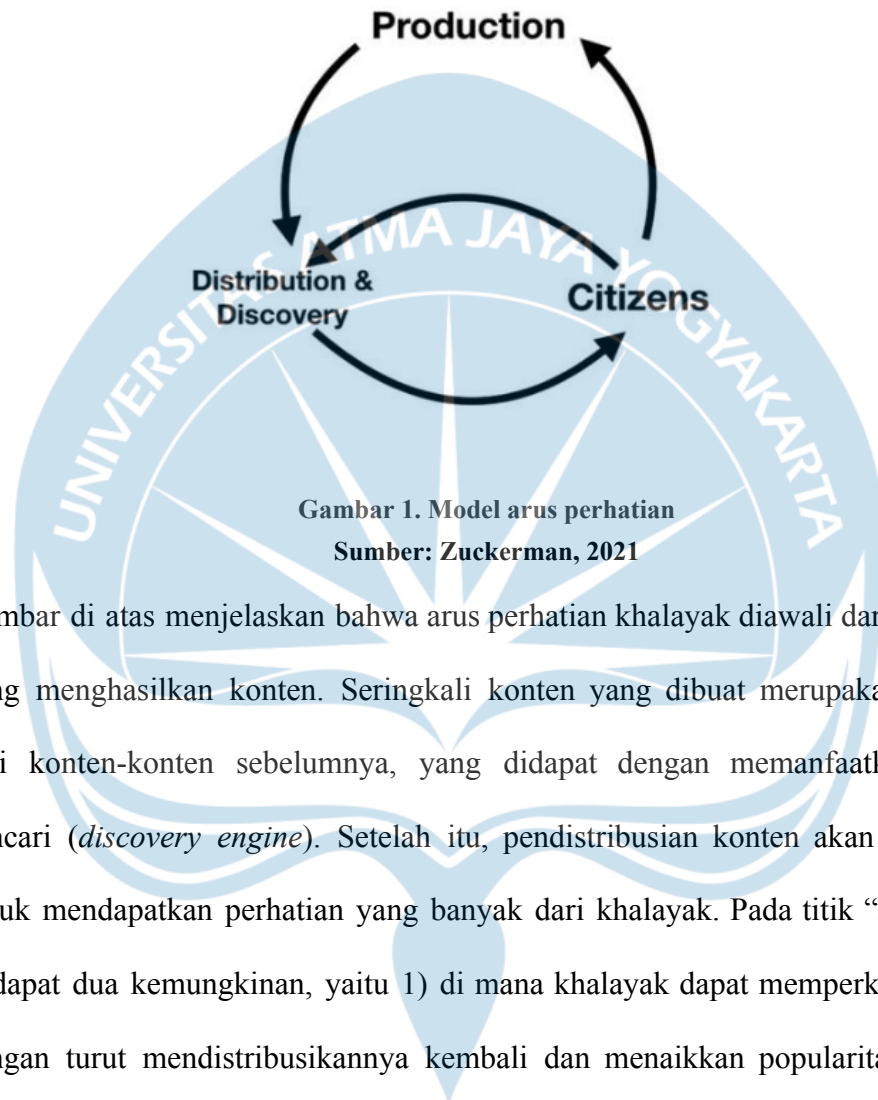 Production
UNIVERSITAS ATMA JAYA YOGYAKARTA
Distribution &
Discovery
Citizens
Gambar 1. Model arus perhatian
Sumber: Zuckerman, 2021
mbar di atas menjelaskan bahwa arus perhatian khalayak diawali dar
ng menghasilkan konten. Seringkali konten yang dibuat merupaka
i konten-konten sebelumnya, yang didapat dengan memanfaatk
ncari (discovery engine). Setelah itu, pendistribusian konten akan
uk mendapatkan perhatian yang banyak dari khalayak. Pada titik “
dapat dua kemungkinan, yaitu 1) di mana khalayak dapat memperk
ngan turut mendistribusikannya kembali dan menaikkan popularita